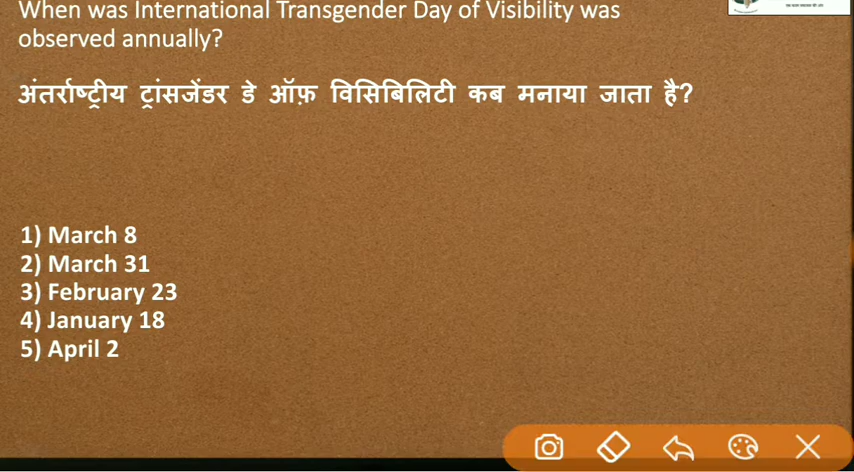 When was International Transgender Day of Visibility was
observed annually?
अंतर्राष्ट्रीय ट्रांसजेंडर डे ऑफ़ विसिबिलिटी कब मनाया जाता है?
1) March 8
2) March 31
3) February 23
4) January 18
5) April 2